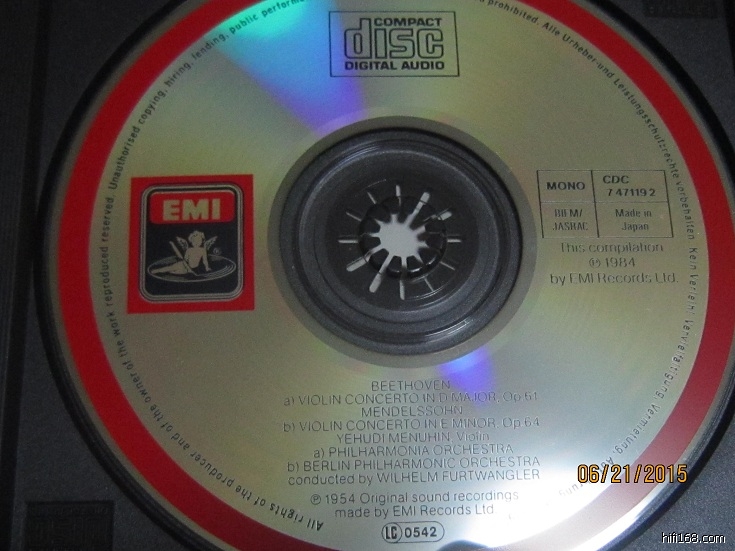 COMPACT
disc
DIGITAL AUDIO
All rights of the producer and of the owner of the work reproduced reserved. Unauthorised copying, hiring, lending, public performance
prohibited. Alle Urheber-und Leistungsschutzrechte vorbehalten. Kein Verleih!
EMI
MONO
CDC
7 47119 2
BIEM/
JASRAC
Made in
Japan
This compilation
℗ 1984
by EMI Records Ltd.
BEETHOVEN
a) VIOLIN CONCERTO IN D MAJOR, Op 61
MENDELSSOHN
b) VIOLIN CONCERTO IN E MINOR, Op 64
YEHUDI MENUHIN, Violin
a) PHILHARMONIA ORCHESTRA
b) BERLIN PHILHARMONIC ORCHESTRA
conducted by WILHELM FURTWANGLER
℗ 1954 Original sound recordings
made by EMI Records Ltd
LC 0542
06/21/2015
hifi168.com